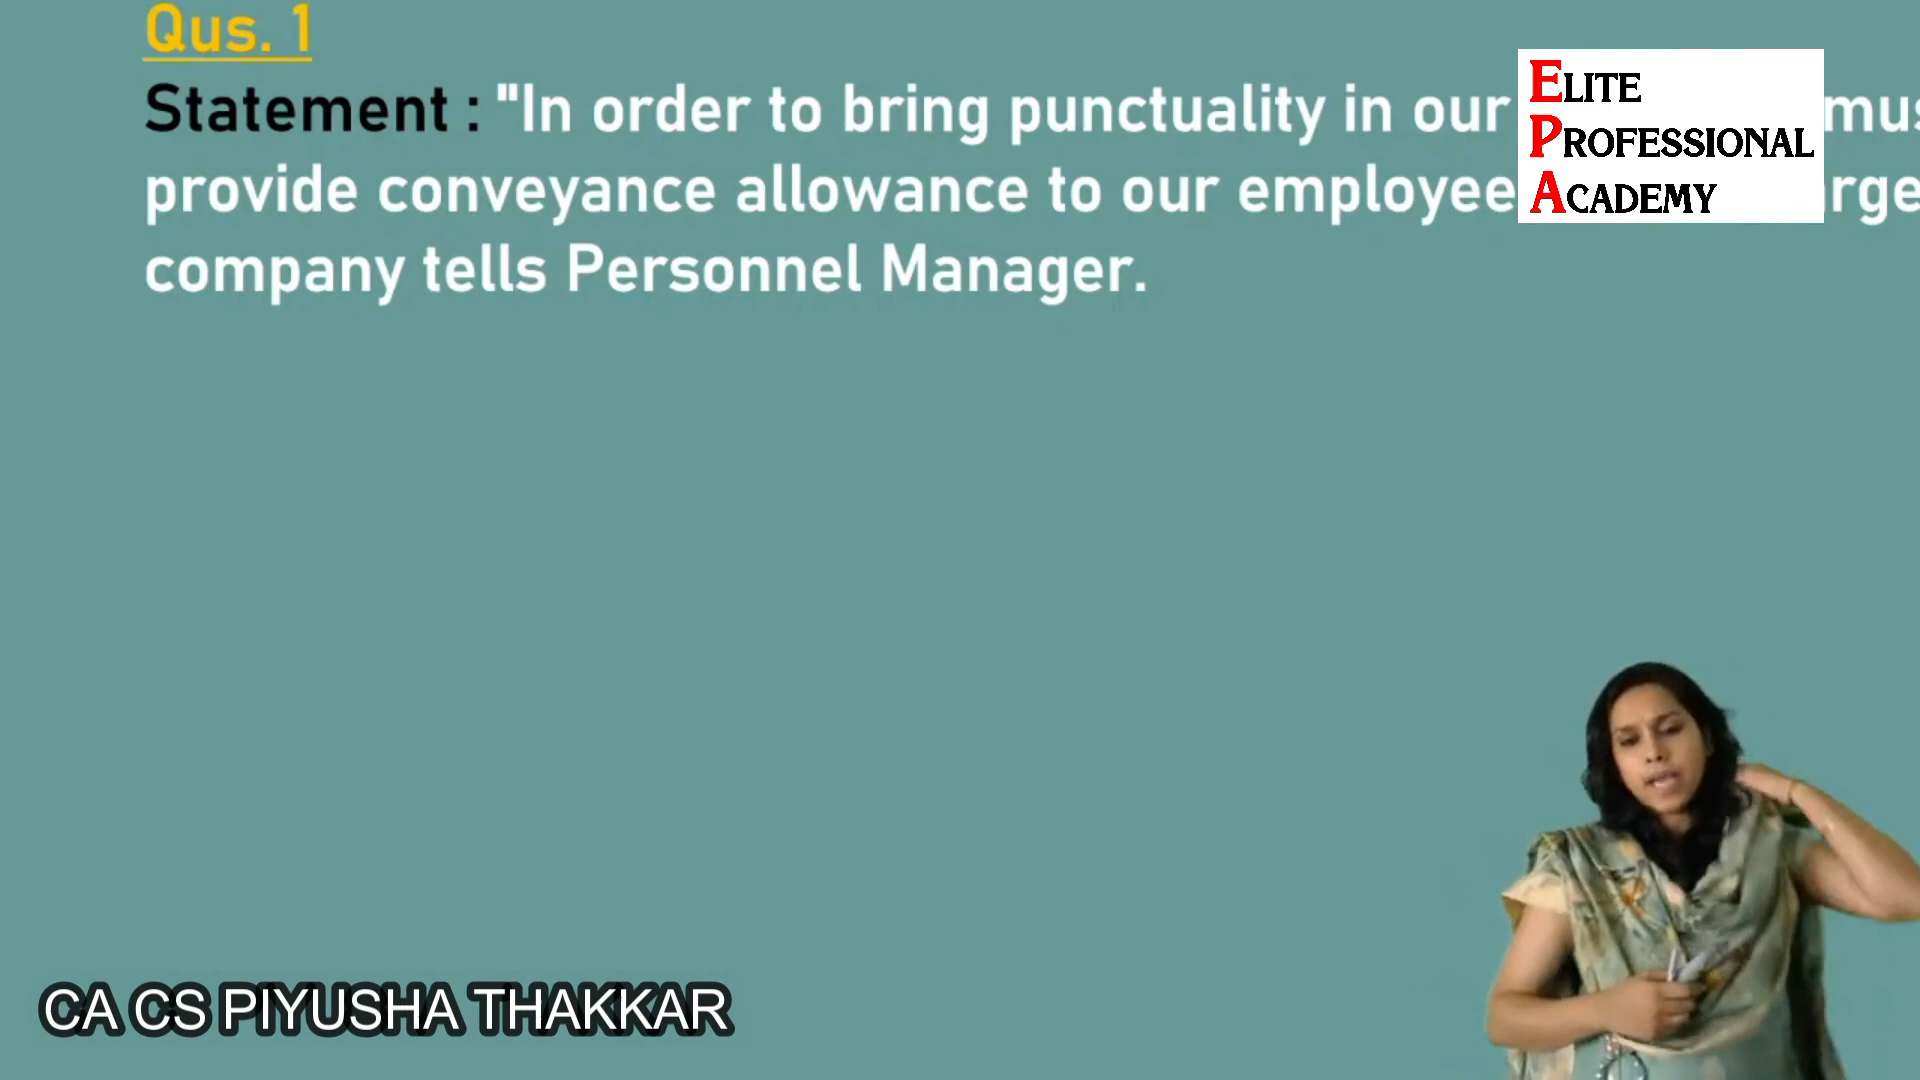 Qus. 1
Statement : "In order to bring punctuality in our
provide conveyance allowance to our employee
company tells Personnel Manager.
ELITE
PROFESSIONAL
ACADEMY
CA CS PIYUSHA THAKKAR